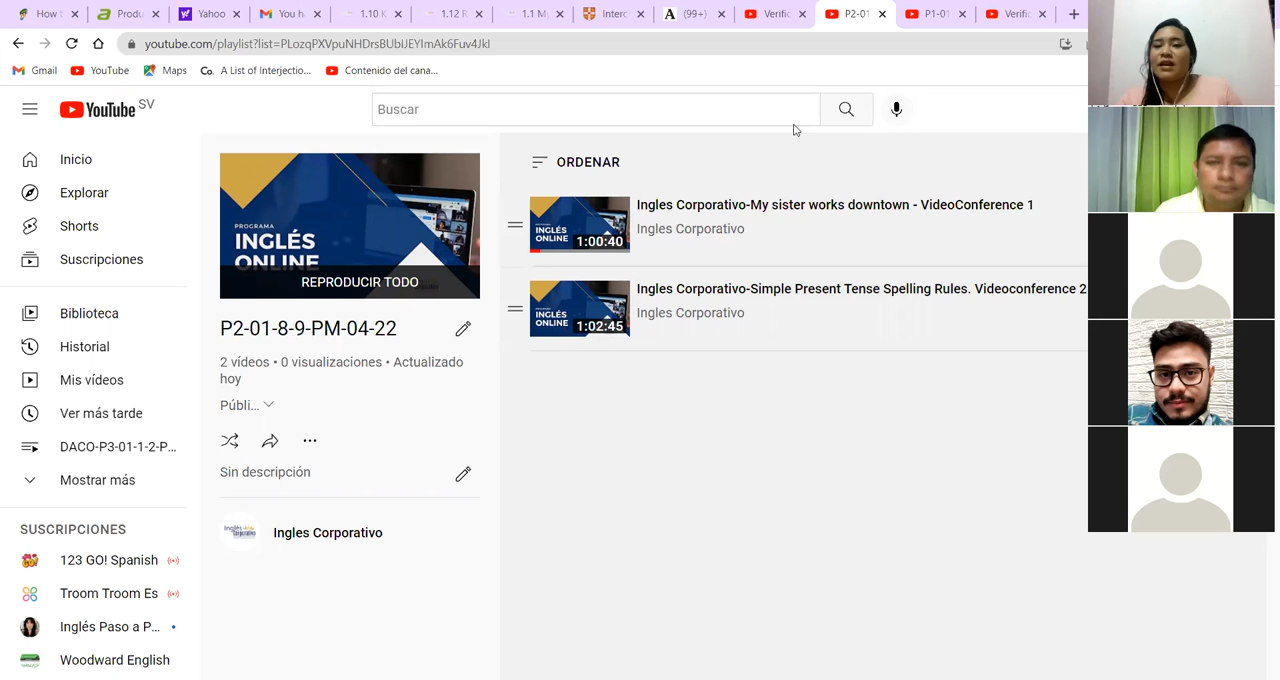 How t
Produ
Yahoo
You h
1.10 K
1.12 R
1.1 My
Interc
(99+)
Verific
P2-01
P1-01
Verific
youtube.com/playlist?list=PLozqPXVpuNHDrsBUbIJEYImAk6Fuv4Jkl
Gmail
YouTube
Maps
Co. A List of Interjectio...
Contenido del cana...
YouTube SV
Buscar
Inicio
Explorar
Shorts
Suscripciones
Biblioteca
Historial
Mis vídeos
Ver más tarde
DACO-P3-01-1-2-P...
Mostrar más
SUSCRIPCIONES
123 GO! Spanish
Troom Troom Es
Inglés Paso a P...
Woodward English
PROGRAMA
INGLÉS
ONLINE
REPRODUCIR TODO
P2-01-8-9-PM-04-22
2 vídeos • 0 visualizaciones • Actualizado
hoy
Públi...
Sin descripción
Ingles Corporativo
ORDENAR
INGLÉS
ONLINE
1:00:40
Ingles Corporativo-My sister works downtown - VideoConference 1
Ingles Corporativo
INGLÉS
ONLINE
1:02:45
Ingles Corporativo-Simple Present Tense Spelling Rules. Videoconference 2
Ingles Corporativo